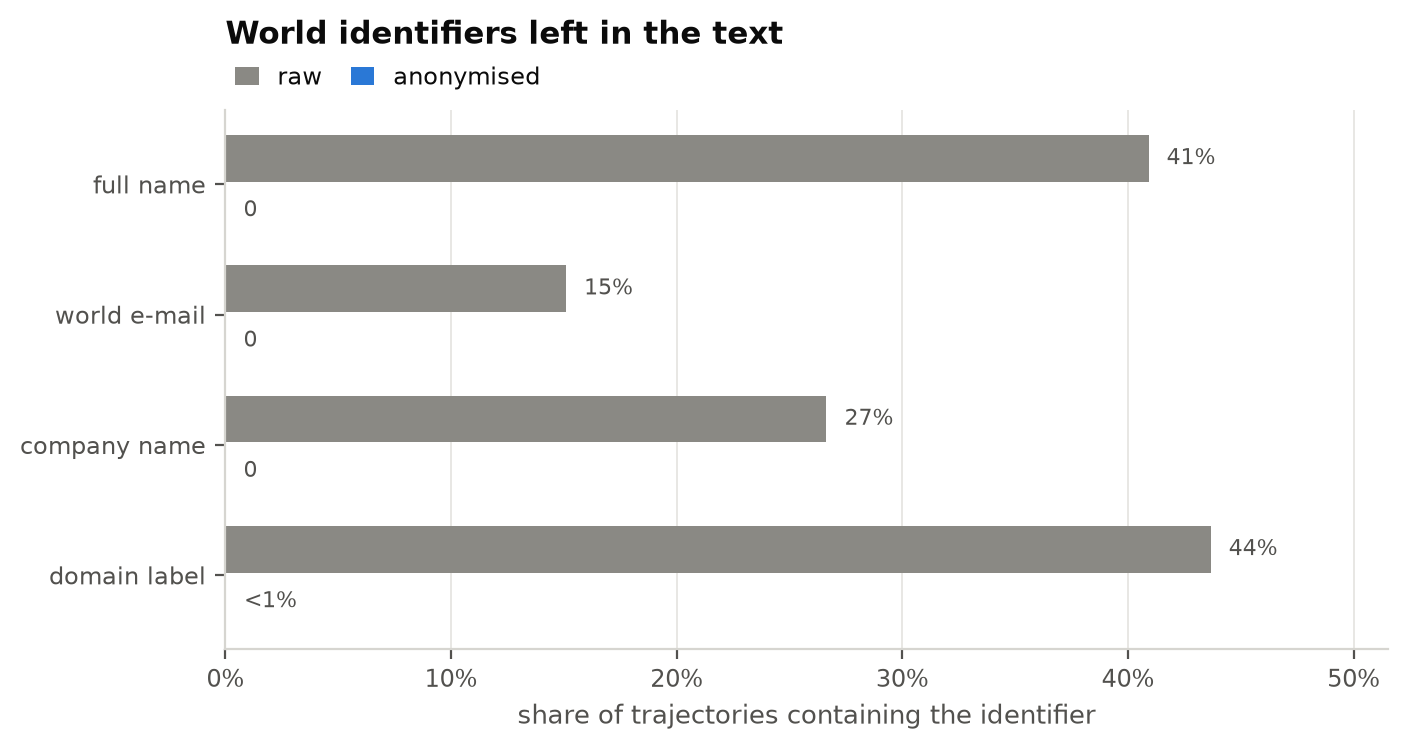 World identifiers left in the text
raw anonymised
full name
41%
0
world e-mail
15%
0
company name
27%
0
domain label
44%
<1%
0% 10% 20% 30% 40% 50%
share of trajectories containing the identifier